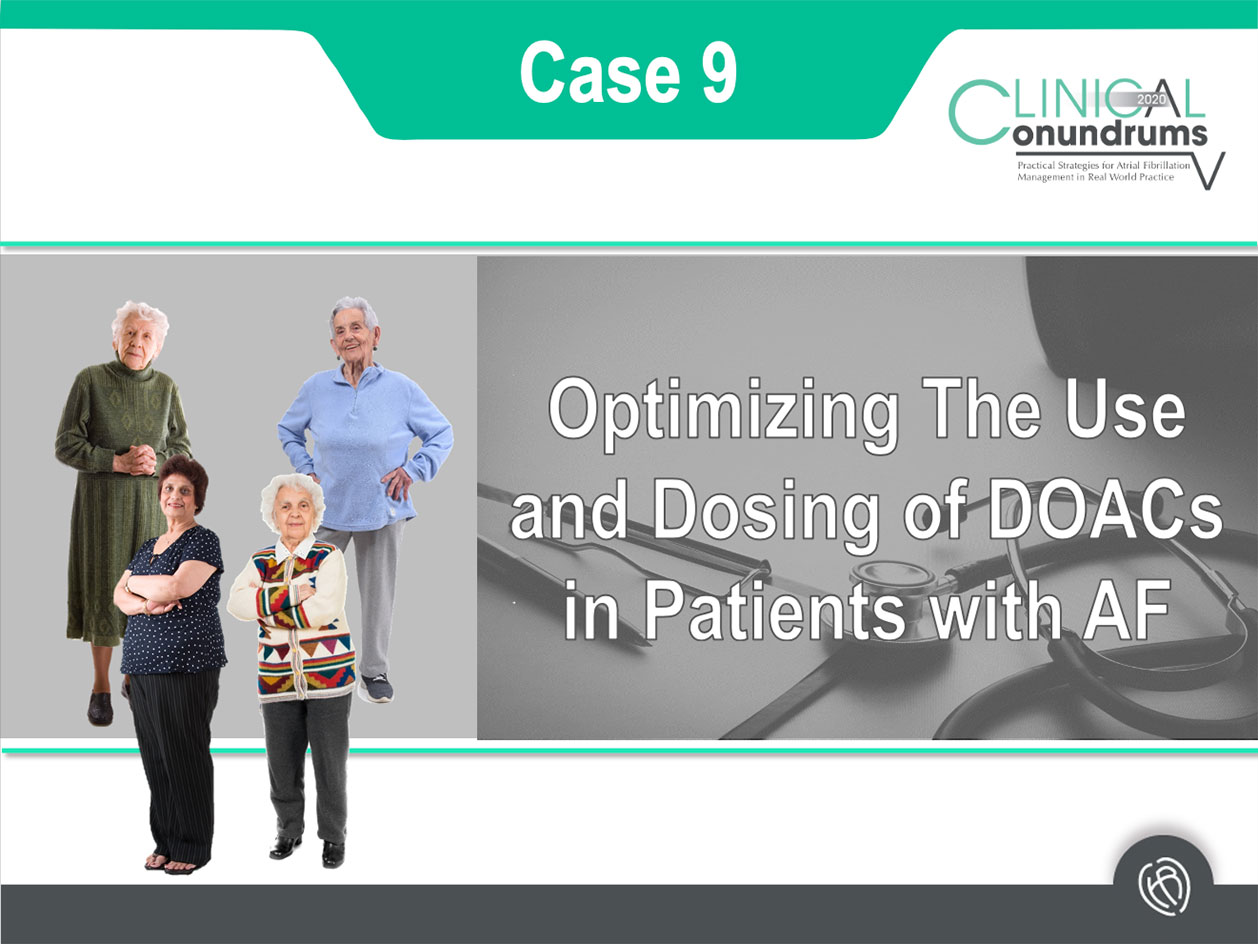 Case 9
CLINICAL
2020
Conundrums
Practical Strategies for Atrial Fibrillation
Management in Real World Practice
V
Optimizing The Use
and Dosing of DOACs
in Patients with AF